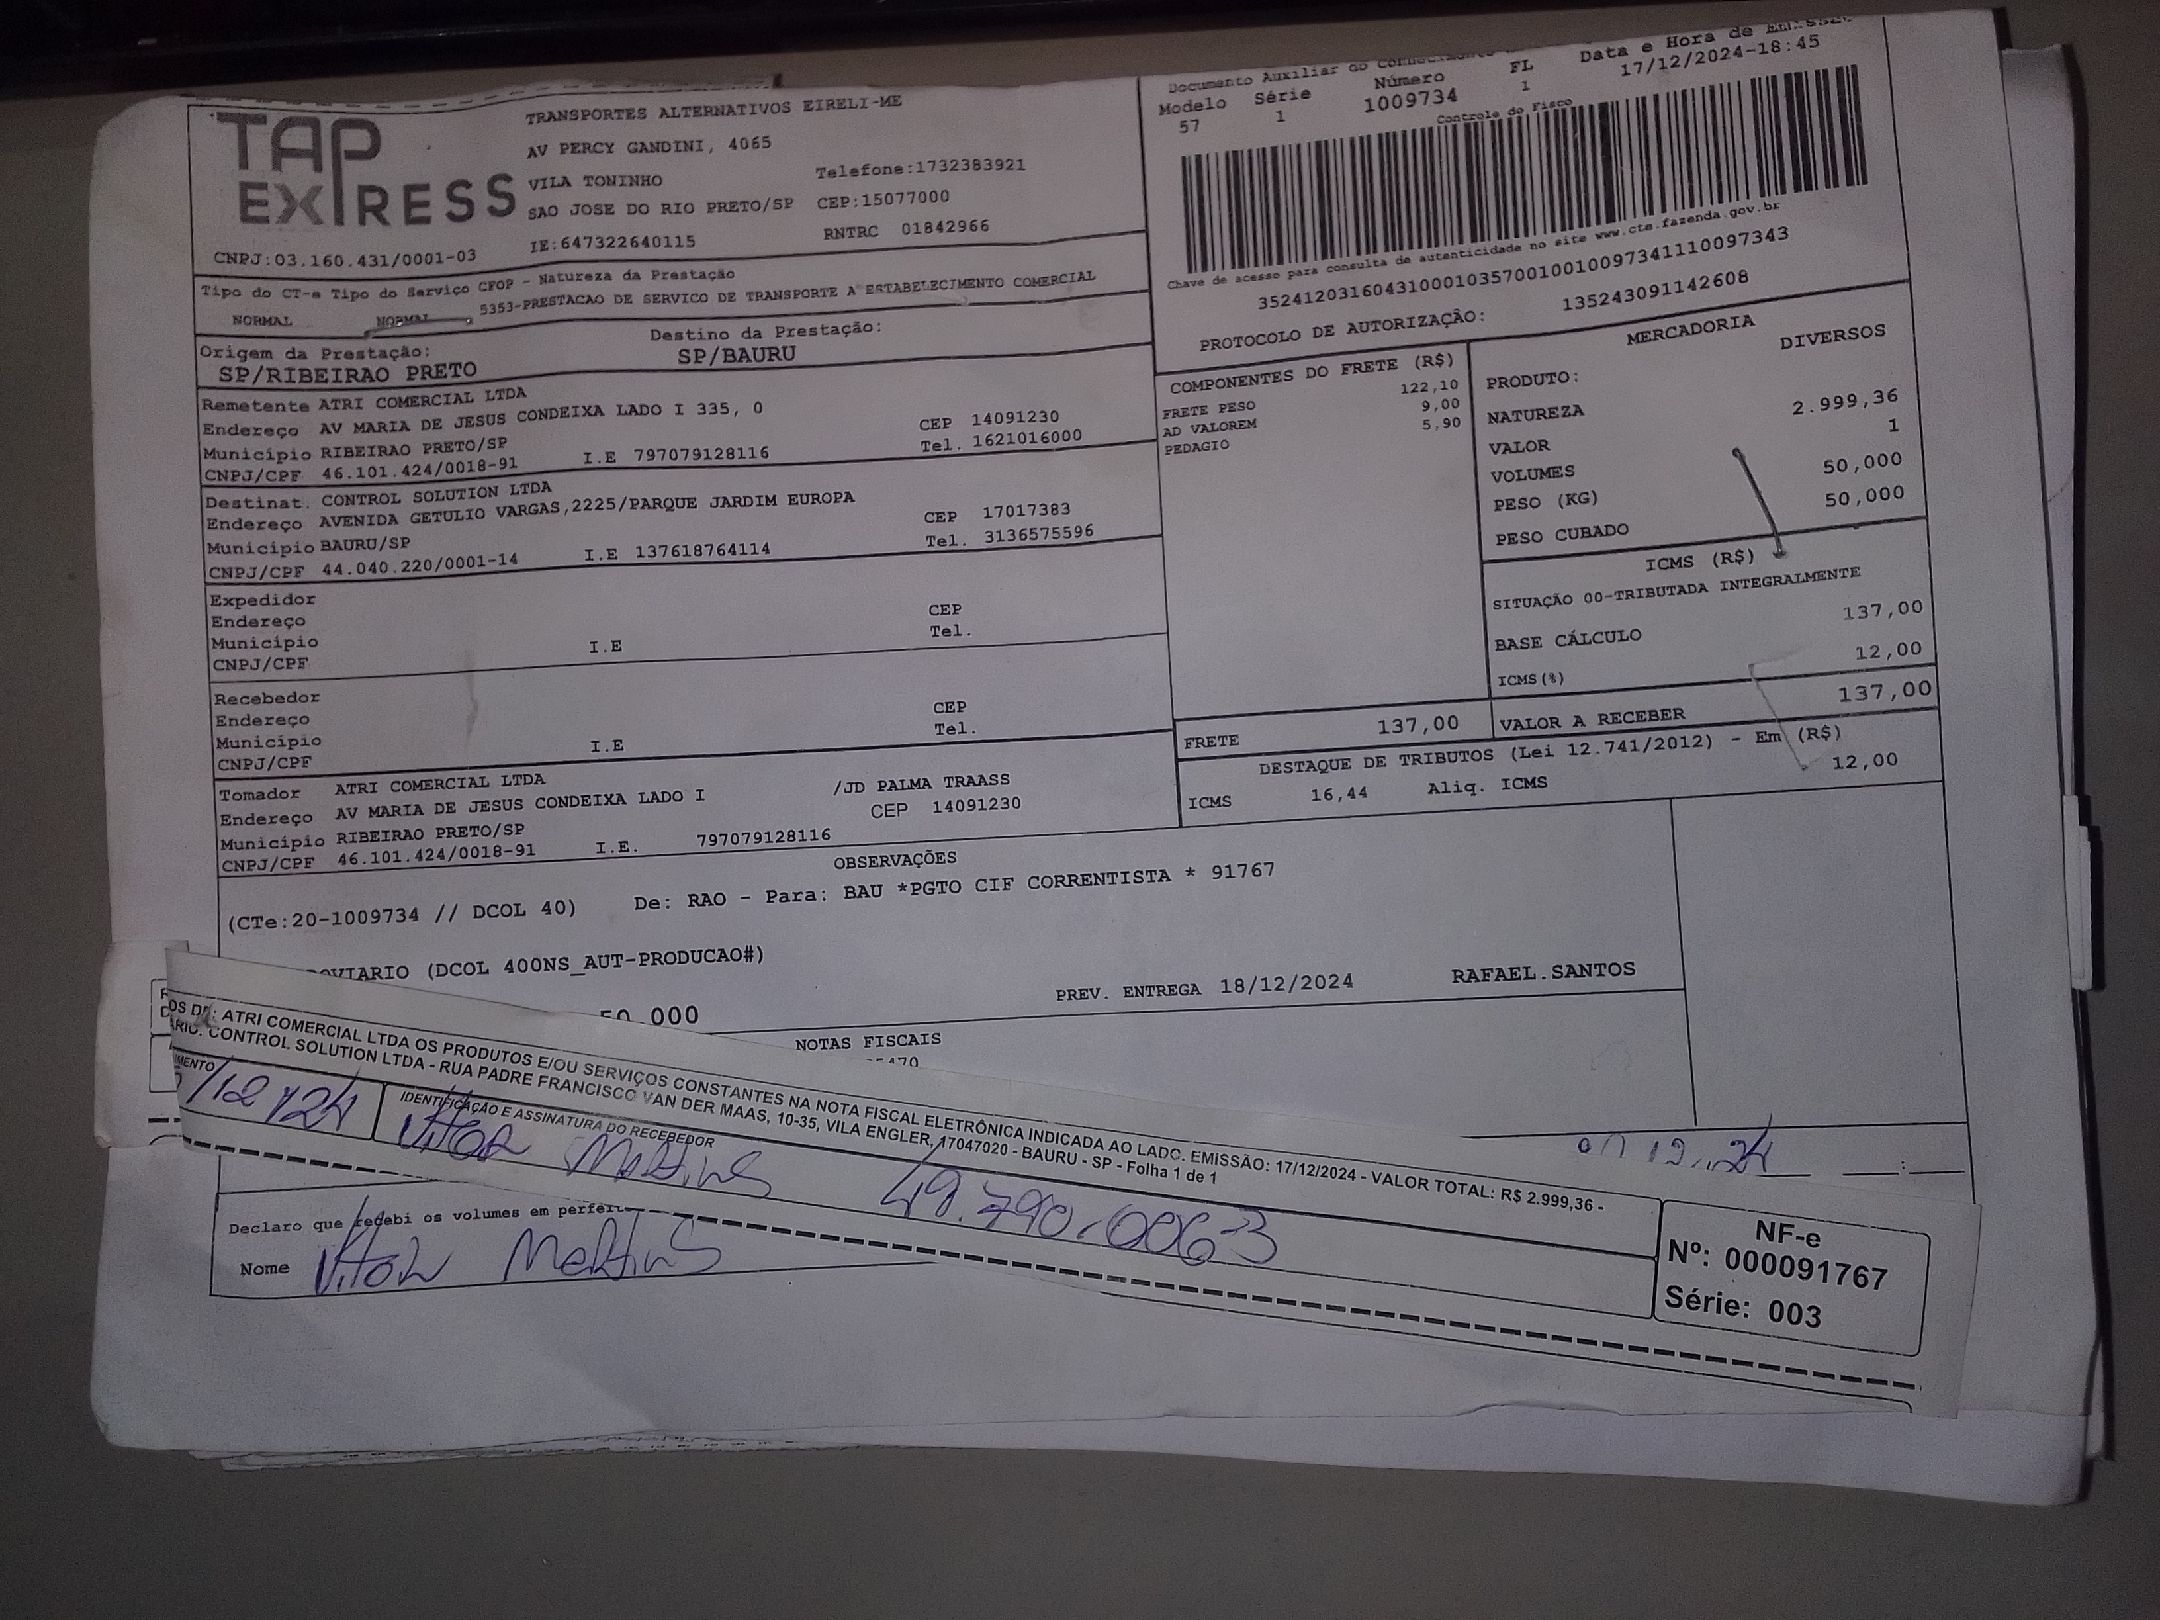 Documento Auxiliar do
Data e Hora de
Modelo Série Número FL 17/12/2024-18:45
57 1 1009734 1
Controle do Fisco
TAP EXPRESS
TRANSPORTES ALTERNATIVOS EIRELI-ME
AV PERCY GANDINI, 4065
VILA TONINHO Telefone:1732383921
SAO JOSE DO RIO PRETO/SP CEP:15077000
CNPJ:03.160.431/0001-03 IE:647322640115 RNTRC 01842966
Chave de acesso para consulta de autenticidade no site www.cte.fazenda.gov.br
35241203160431000103570010010097341110097343
PROTOCOLO DE AUTORIZAÇÃO: 135243091142608
Tipo do CT-e Tipo do Serviço CFOP - Natureza da Prestação
NORMAL NORMAL 5353-PRESTACAO DE SERVICO DE TRANSPORTE A ESTABELECIMENTO COMERCIAL
Origem da Prestação: Destino da Prestação:
SP/RIBEIRAO PRETO SP/BAURU
Remetente ATRI COMERCIAL LTDA
Endereço AV MARIA DE JESUS CONDEIXA LADO I 335, 0 CEP 14091230
Município RIBEIRAO PRETO/SP Tel. 1621016000
CNPJ/CPF 46.101.424/0018-91 I.E 797079128116
Destinat. CONTROL SOLUTION LTDA
Endereço AVENIDA GETULIO VARGAS,2225/PARQUE JARDIM EUROPA CEP 17017383
Município BAURU/SP Tel. 3136575596
CNPJ/CPF 44.040.220/0001-14 I.E 137618764114
Expedidor
Endereço CEP
Município I.E Tel.
CNPJ/CPF
Recebedor
Endereço CEP
Município I.E Tel.
CNPJ/CPF
Tomador ATRI COMERCIAL LTDA
Endereço AV MARIA DE JESUS CONDEIXA LADO I /JD PALMA TRAASS
Município RIBEIRAO PRETO/SP CEP 14091230
CNPJ/CPF 46.101.424/0018-91 I.E. 797079128116
COMPONENTES DO FRETE (R$)
FRETE PESO 122,10
AD VALOREM 9,00
PEDAGIO 5,90
MERCADORIA
PRODUTO: DIVERSOS
NATUREZA
VALOR 2.999,36
VOLUMES 1
PESO (KG) 50,000
PESO CUBADO 50,000
ICMS (R$)
SITUAÇÃO 00-TRIBUTADA INTEGRALMENTE
BASE CÁLCULO 137,00
ICMS(%) 12,00
FRETE 137,00 VALOR A RECEBER 137,00
DESTAQUE DE TRIBUTOS (Lei 12.741/2012) - Em (R$)
ICMS 16,44 Aliq. ICMS 12,00
OBSERVAÇÕES
(CTe:20-1009734 // DCOL 40) De: RAO - Para: BAU *PGTO CIF CORRENTISTA * 91767
(DCOL 400NS_AUT-PRODUCAO#)
PREV. ENTREGA 18/12/2024 RAFAEL.SANTOS
50,000
NOTAS FISCAIS
OS DE: ATRI COMERCIAL LTDA OS PRODUTOS E/OU SERVIÇOS CONSTANTES NA NOTA FISCAL ELETRÔNICA INDICADA AO LADO. EMISSÃO: 17/12/2024 - VALOR TOTAL: R$ 2.999,36 -
CONTROL SOLUTION LTDA - RUA PADRE FRANCISCO VAN DER MAAS, 10-35, VILA ENGLER, 17047020 - BAURU - SP - Folha 1 de 1
/12/24 IDENTIFICAÇÃO E ASSINATURA DO RECEBEDOR
Vitor Martins 49.790.0063
NF-e
Nº: 000091767
Série: 003
Declaro que recebi os volumes em
Nome Vitor Martins